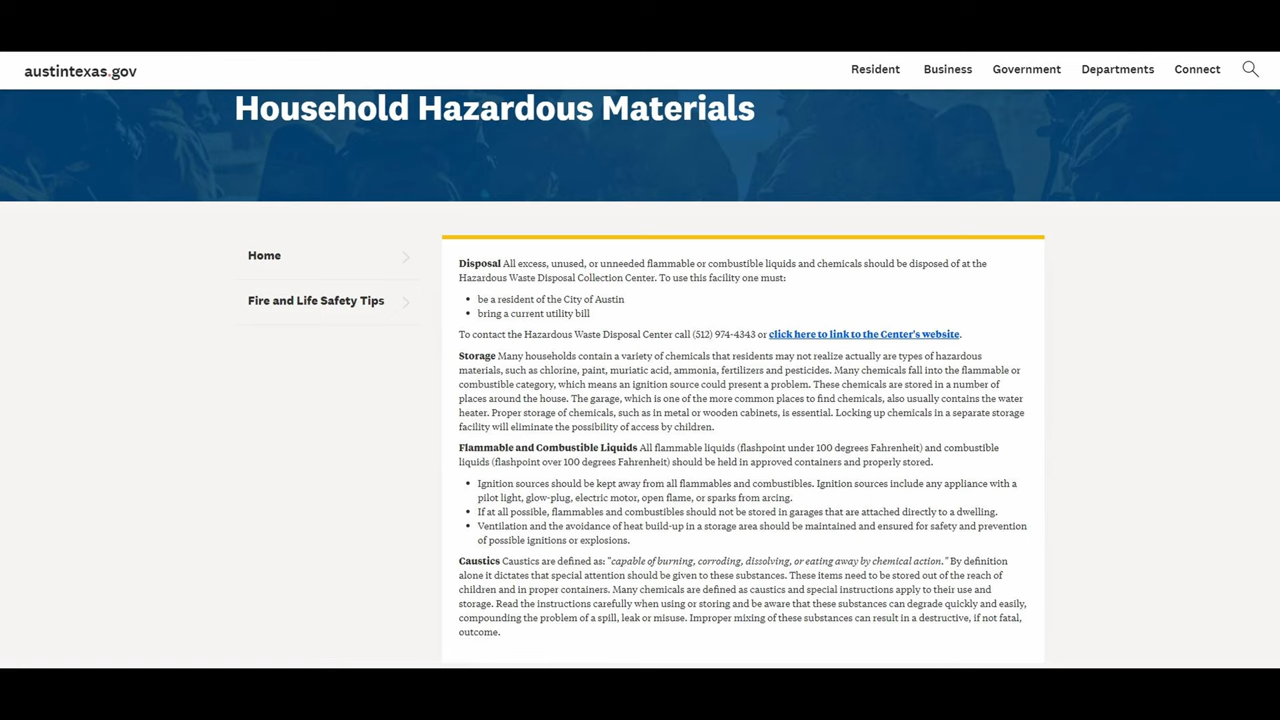 austintexas.gov
Resident Business Government Departments Connect
Household Hazardous Materials
Home
Fire and Life Safety Tips
Disposal All excess, unused, or unneeded flammable or combustible liquids and chemicals should be disposed of at the
Hazardous Waste Disposal Collection Center. To use this facility one must:
• be a resident of the City of Austin
• bring a current utility bill
To contact the Hazardous Waste Disposal Center call (512) 974-4343 or click here to link to the Center's website.
Storage Many households contain a variety of chemicals that residents may not realize actually are types of hazardous
materials, such as chlorine, paint, muriatic acid, ammonia, fertilizers and pesticides. Many chemicals fall into the flammable or
combustible category, which means an ignition source could present a problem. These chemicals are stored in a number of
places around the house. The garage, which is one of the more common places to find chemicals, also usually contains the water
heater. Proper storage of chemicals, such as in metal or wooden cabinets, is essential. Locking up chemicals in a separate storage
facility will eliminate the possibility of access by children.
Flammable and Combustible Liquids All flammable liquids (flashpoint under 100 degrees Fahrenheit) and combustible
liquids (flashpoint over 100 degrees Fahrenheit) should be held in approved containers and properly stored.
• Ignition sources should be kept away from all flammables and combustibles. Ignition sources include any appliance with a
pilot light, glow-plug, electric motor, open flame, or sparks from arcing.
• If at all possible, flammables and combustibles should not be stored in garages that are attached directly to a dwelling.
• Ventilation and the avoidance of heat build-up in a storage area should be maintained and ensured for safety and prevention
of possible ignitions or explosions.
Caustics Caustics are defined as: "capable of burning, corroding, dissolving, or eating away by chemical action." By definition
alone it dictates that special attention should be given to these substances. These items need to be stored out of the reach of
children and in proper containers. Many chemicals are defined as caustics and special instructions apply to their use and
storage. Read the instructions carefully when using or storing and be aware that these substances can degrade quickly and easily,
compounding the problem of a spill, leak or misuse. Improper mixing of these substances can result in a destructive, if not fatal,
outcome.